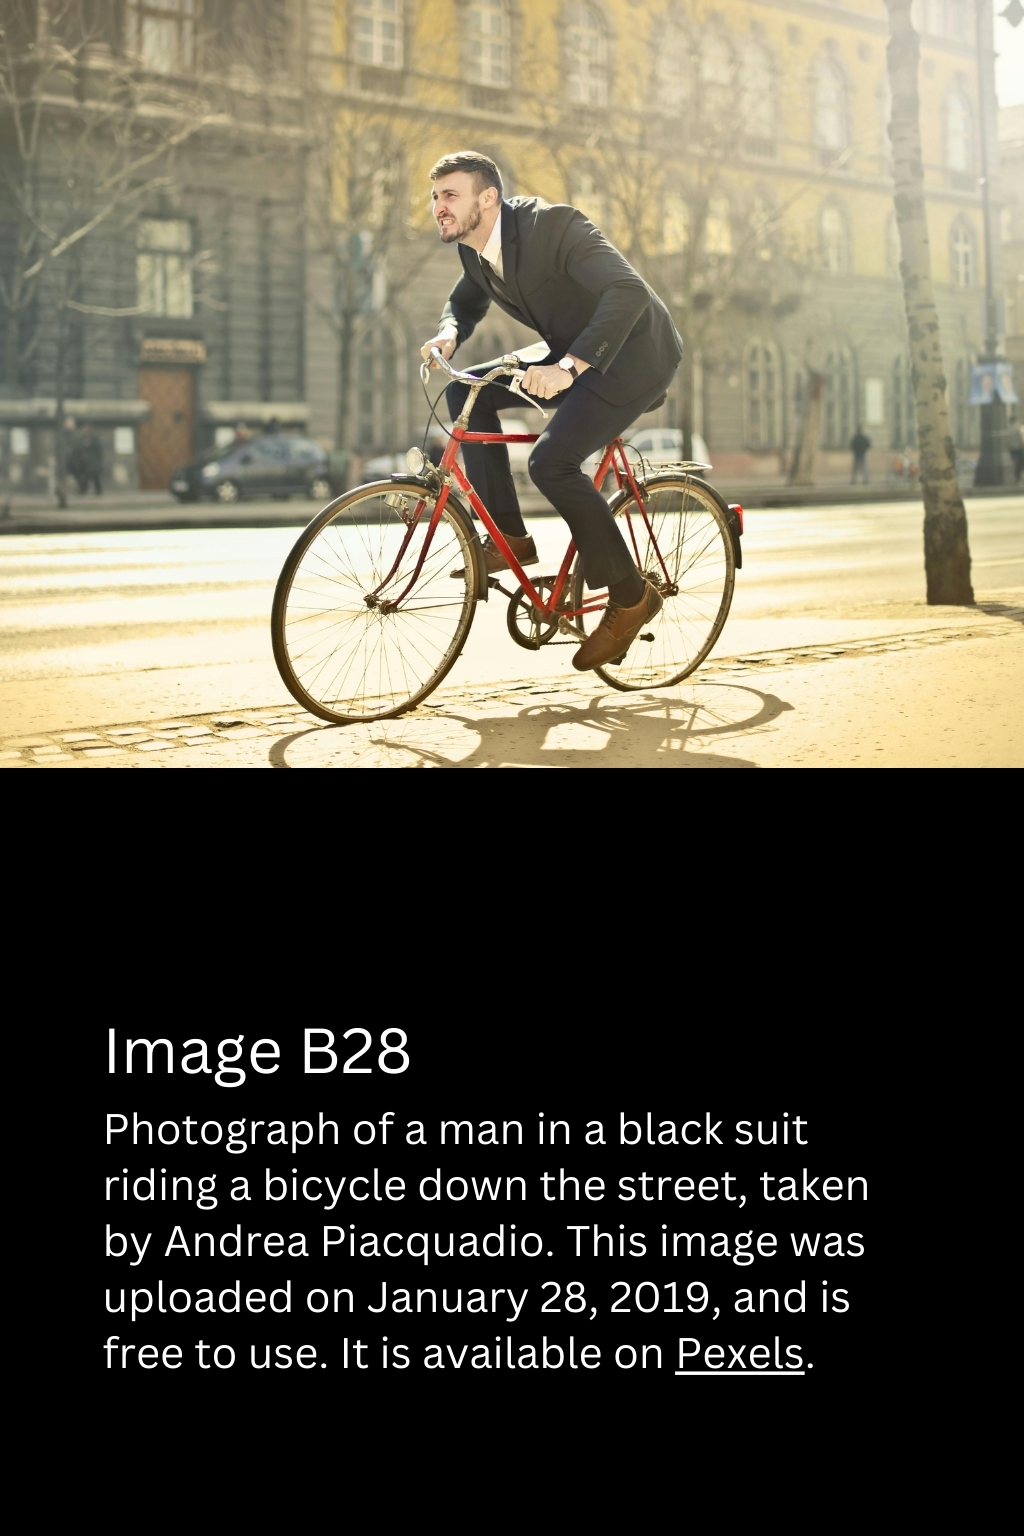 Image B28
Photograph of a man in a black suit
riding a bicycle down the street, taken
by Andrea Piacquadio. This image was
uploaded on January 28, 2019, and is
free to use. It is available on Pexels.